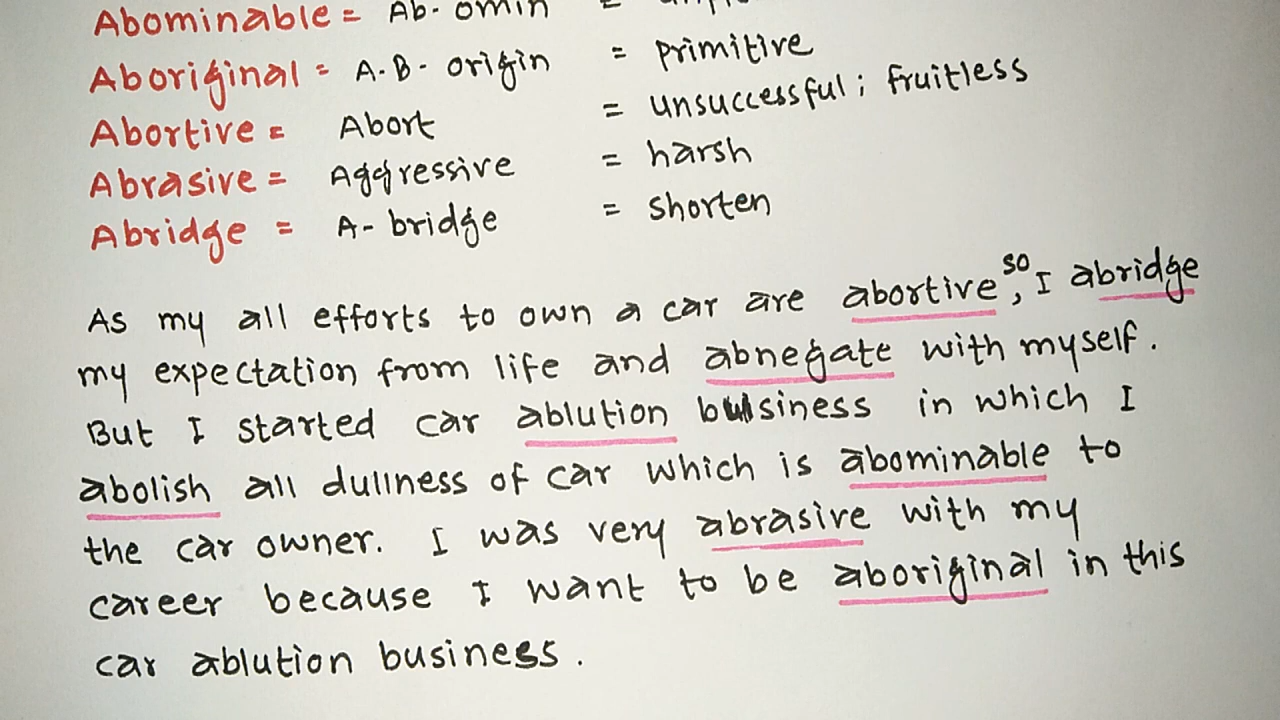 Abominable = Ab-omin =
Aboriginal = A-B-origin = primitive
Abortive = Abort = unsuccessful; fruitless
Abrasive = Aggressive = harsh
Abridge = A-bridge = shorten
As my all efforts to own a car are abortive so, I abridge
my expectation from life and abnegate with myself.
But I started car ablution business in which I
abolish all dullness of car which is abominable to
the car owner. I was very abrasive with my
career because I want to be aboriginal in this
car ablution business.